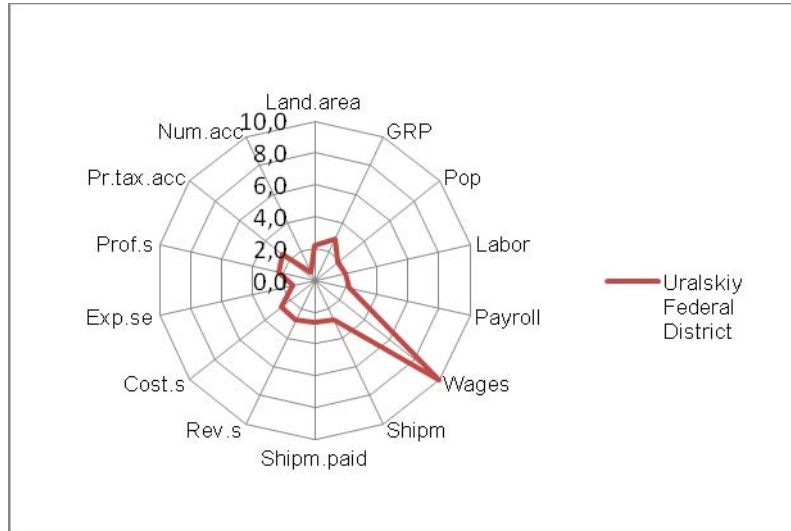 Land.area
10,0
Num.acc
GRP
8,0
Pr.tax.acc
6,0
Pop
4,0
Prof.s
2,0
Labor
0,0
Uralskiy
Federal
District
Exp.se
Payroll
Cost.s
Wages
Rev.s
Shipm
Shipm.paid